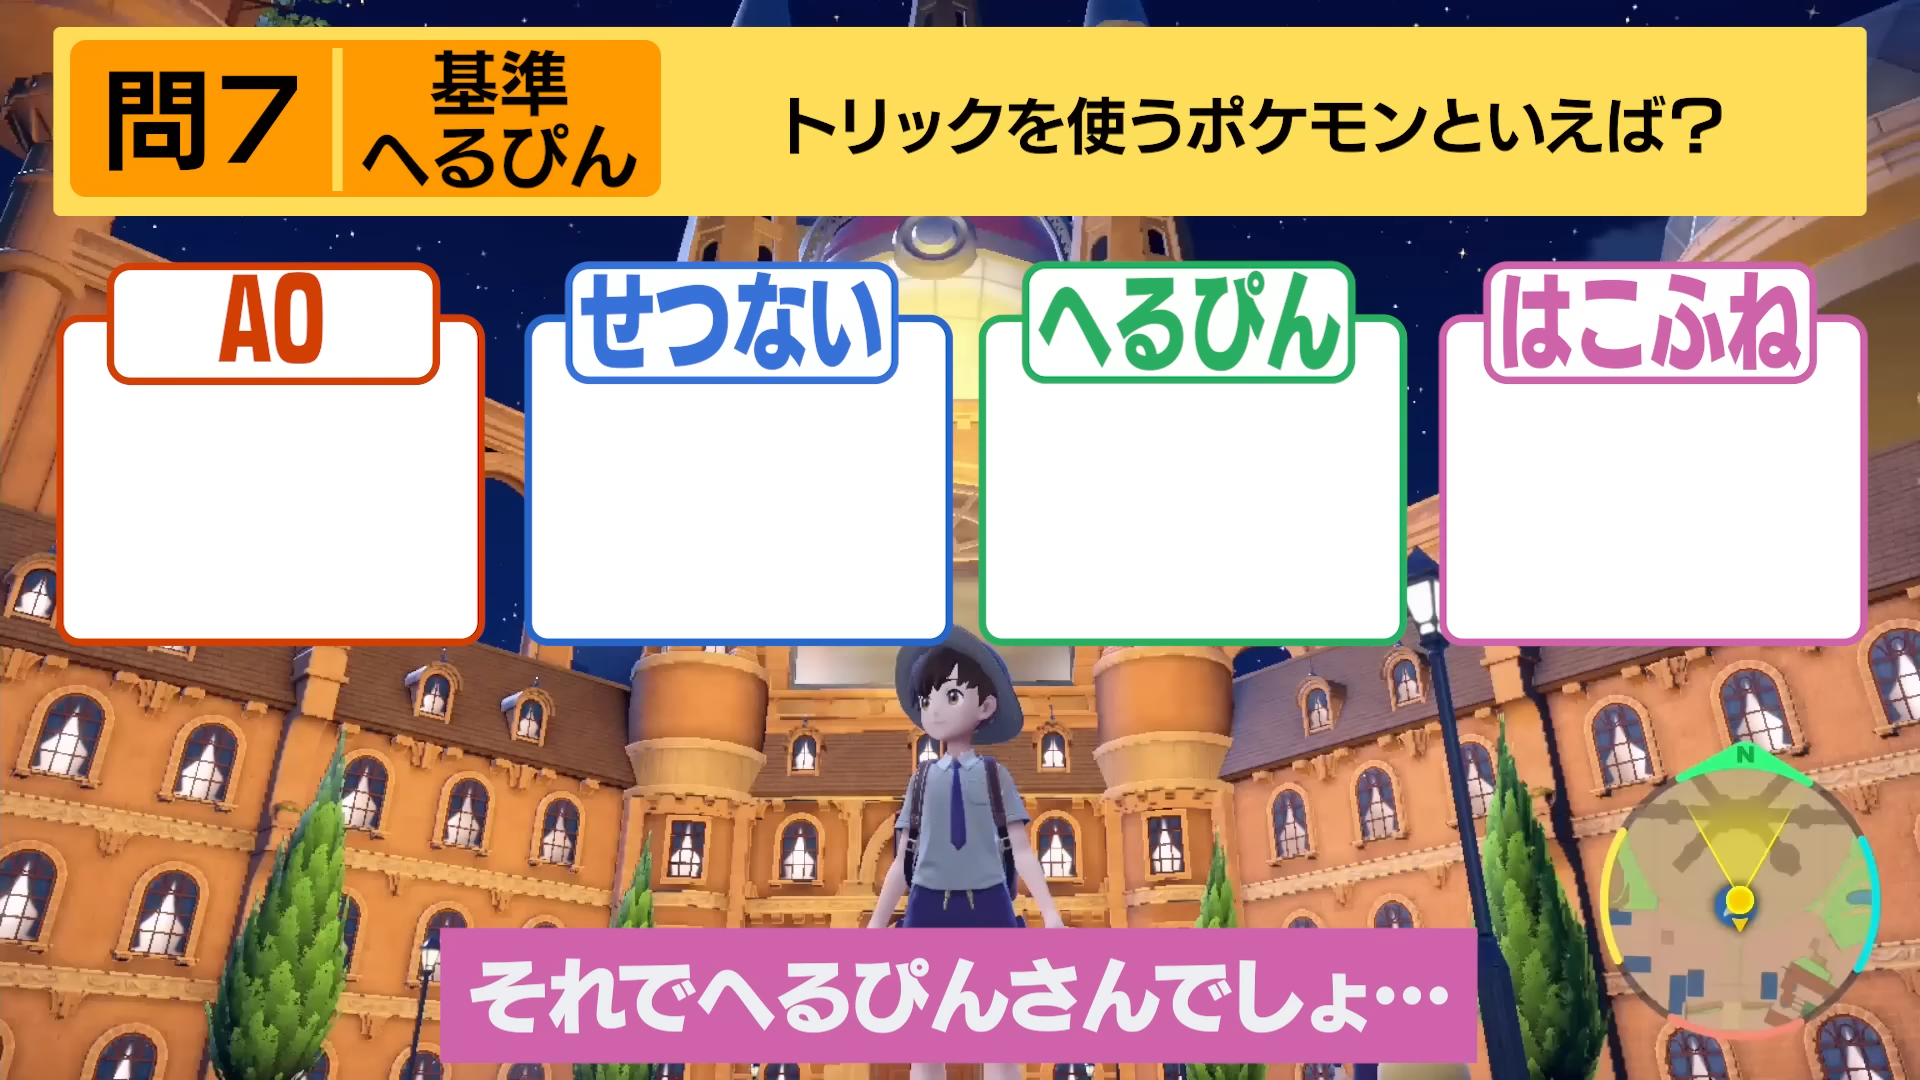 問7
基準
へるぴん
トリックを使うポケモンといえば？
AO
せつない
へるぴん
はこふね
N
それでへるぴんさんでしょ…